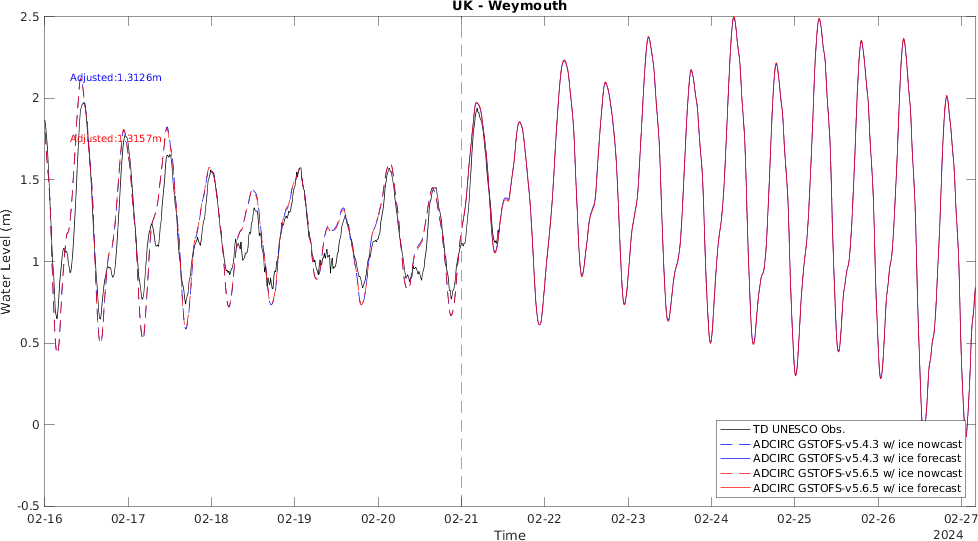 UK - Weymouth
2.5
2
1.5
1
0.5
0
-0.5
Water Level (m)
Adjusted:1.3126m
Adjusted:1.3157m
TD UNESCO Obs.
ADCIRC GSTOFS-v5.4.3 w/ ice nowcast
ADCIRC GSTOFS-v5.4.3 w/ ice forecast
ADCIRC GSTOFS-v5.6.5 w/ ice nowcast
ADCIRC GSTOFS-v5.6.5 w/ ice forecast
02-16 02-17 02-18 02-19 02-20 02-21 02-22 02-23 02-24 02-25 02-26 02-27
Time
2024